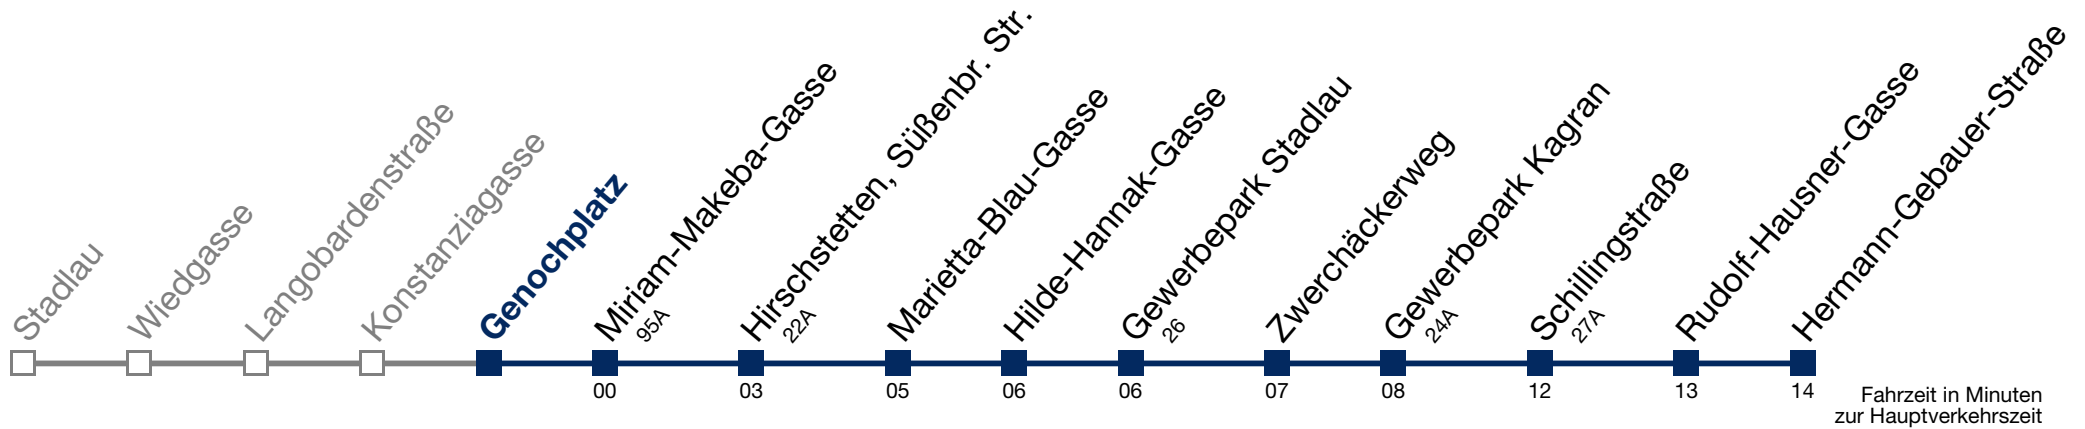 Stadlau
Wiedgasse
Langobardenstraße
Konstanziagasse
Genochplatz
Miriam-Makeba-Gasse
95A
Hirschstetten, Süßenbr. Str.
22A
Marietta-Blau-Gasse
Hilde-Hannak-Gasse
Gewerbepark Stadlau
26
Zwerchäckerweg
Gewerbepark Kagran
24A
Schillingstraße
27A
Rudolf-Hausner-Gasse
Hermann-Gebauer-Straße
00 03 05 06 06 07 08 12 13 14
Fahrzeit in Minuten
zur Hauptverkehrszeit